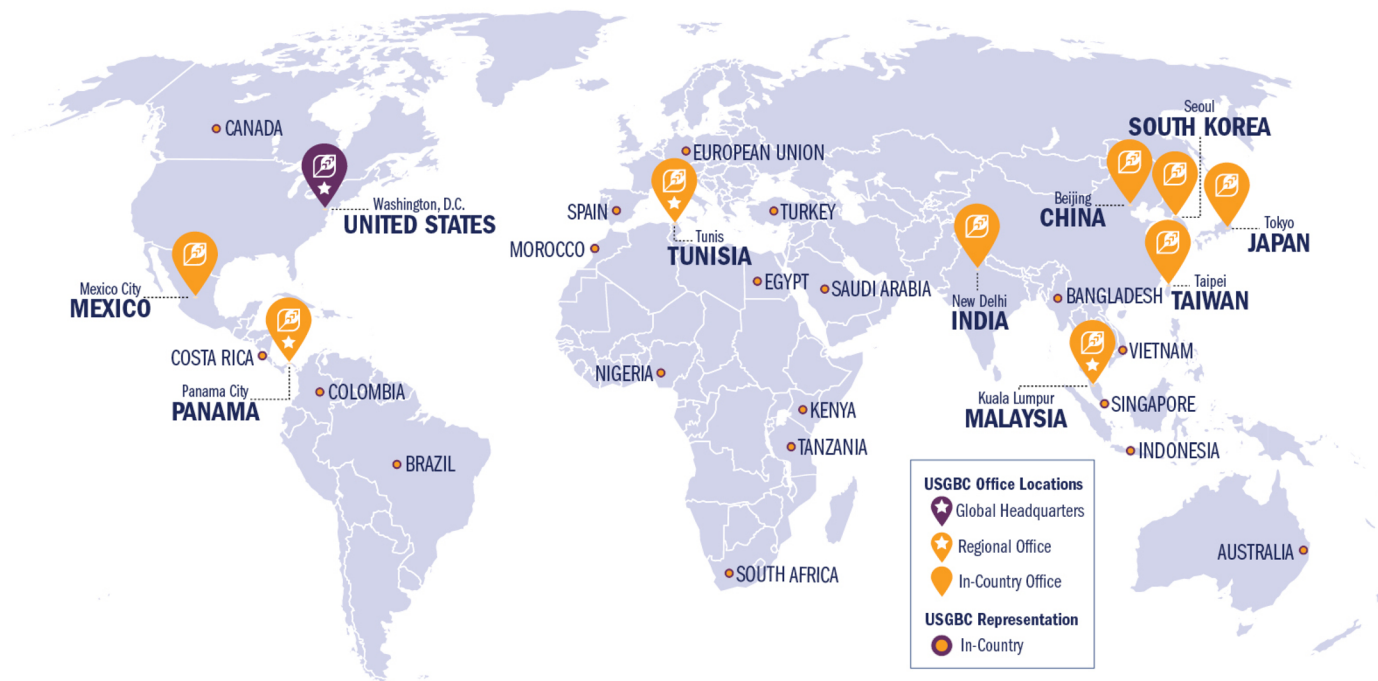 CANADA
Washington, D.C.
UNITED STATES
Mexico City
MEXICO
COSTA RICA
Panama City
PANAMA
COLOMBIA
BRAZIL
EUROPEAN UNION
SPAIN
TURKEY
MOROCCO
Tunis
TUNISIA
EGYPT
SAUDI ARABIA
NIGERIA
KENYA
TANZANIA
SOUTH AFRICA
Seoul
SOUTH KOREA
Beijing
CHINA
Tokyo
JAPAN
Taipei
TAIWAN
New Delhi
INDIA
BANGLADESH
VIETNAM
Kuala Lumpur
MALAYSIA
SINGAPORE
INDONESIA
AUSTRALIA
USGBC Office Locations
Global Headquarters
Regional Office
In-Country Office
USGBC Representation
In-Country